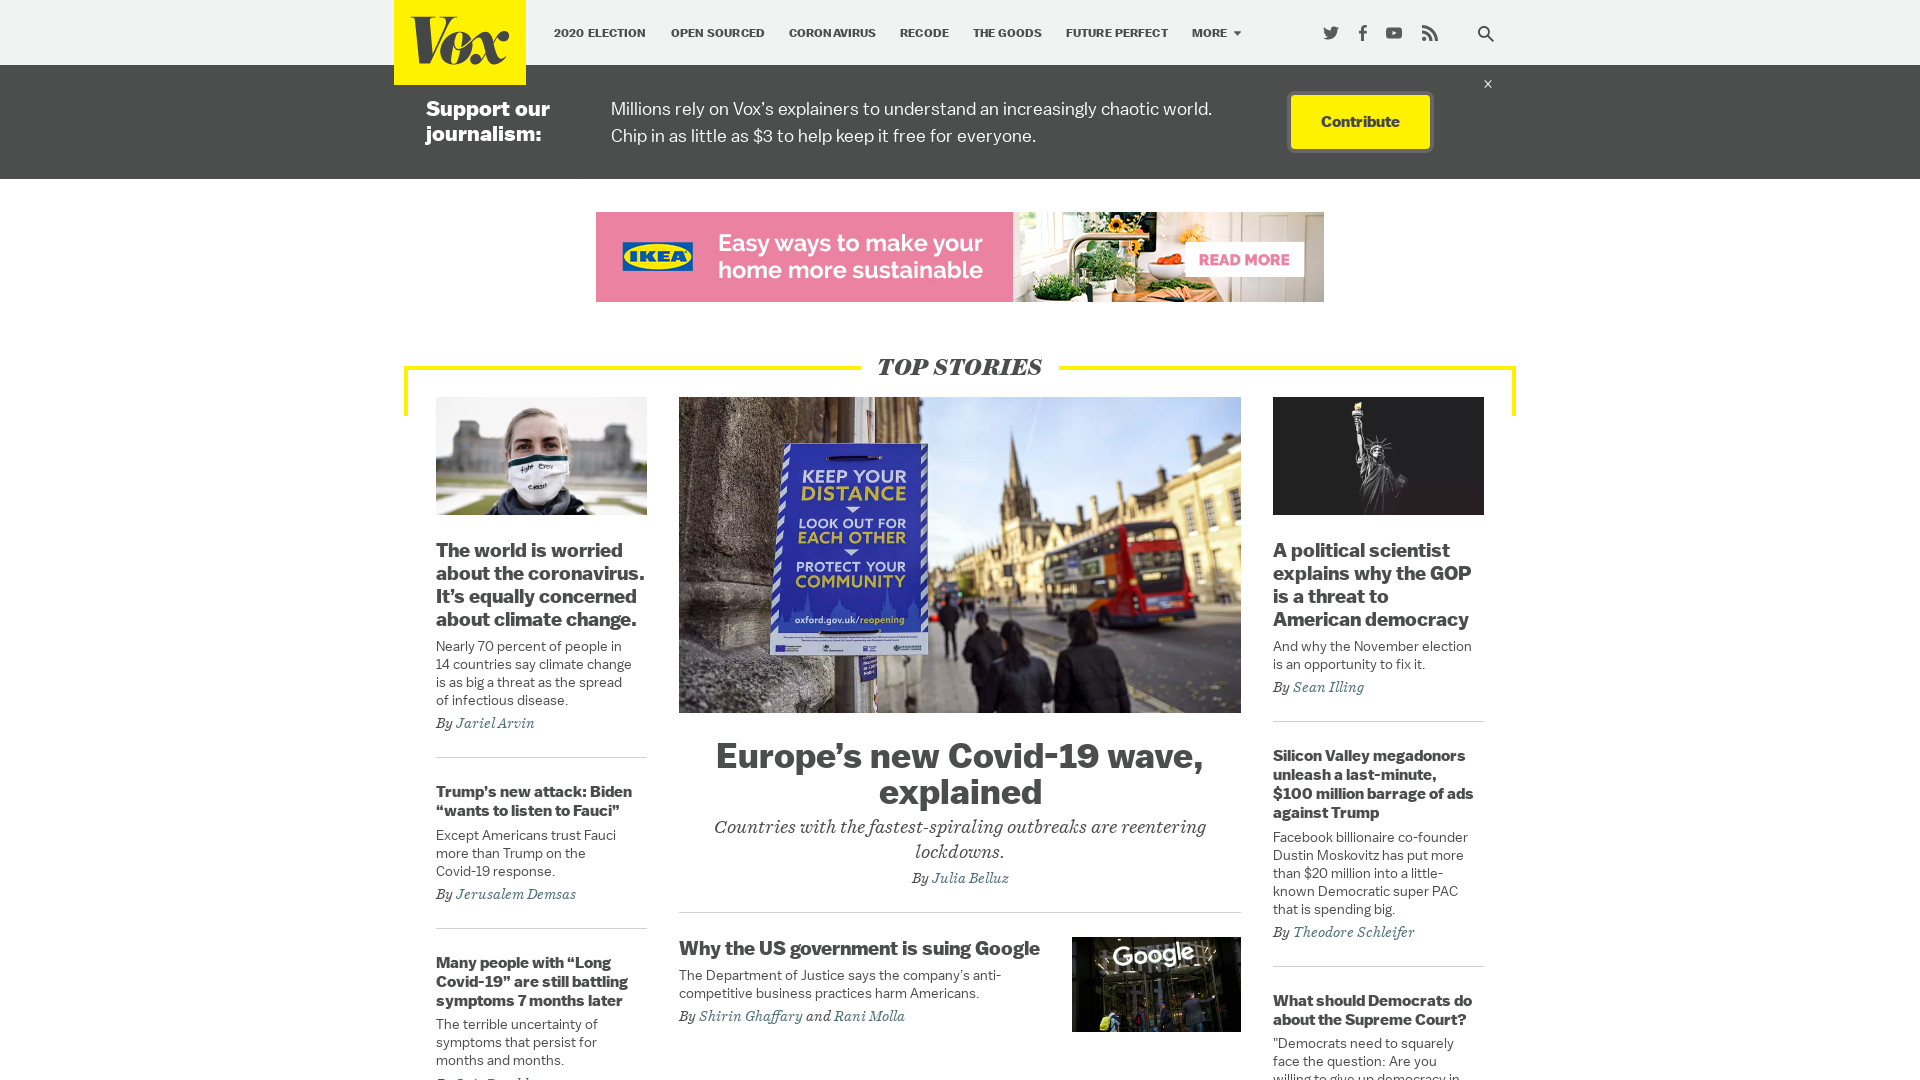 Vox
2020 ELECTION
OPEN SOURCED
CORONAVIRUS
RECODE
THE GOODS
FUTURE PERFECT
MORE
Support our
journalism:
Millions rely on Vox’s explainers to understand an increasingly chaotic world.
Chip in as little as $3 to help keep it free for everyone.
Contribute
x
IKEA
Easy ways to make your
home more sustainable
READ MORE
TOP STORIES
The world is worried
about the coronavirus.
It’s equally concerned
about climate change.
Nearly 70 percent of people in
14 countries say climate change
is as big a threat as the spread
of infectious disease.
By Jariel Arvin
Trump’s new attack: Biden
“wants to listen to Fauci”
Except Americans trust Fauci
more than Trump on the
Covid-19 response.
By Jerusalem Demsas
Many people with “Long
Covid-19” are still battling
symptoms 7 months later
The terrible uncertainty of
symptoms that persist for
months and months.
KEEP YOUR
DISTANCE
LOOK OUT FOR
EACH OTHER
PROTECT YOUR
COMMUNITY
oxford.gov.uk/reopening
Europe’s new Covid-19 wave,
explained
Countries with the fastest-spiraling outbreaks are reentering
lockdowns.
By Julia Belluz
Why the US government is suing Google
The Department of Justice says the company’s anti-
competitive business practices harm Americans.
By Shirin Ghaffary and Rani Molla
Google
A political scientist
explains why the GOP
is a threat to
American democracy
And why the November election
is an opportunity to fix it.
By Sean Illing
Silicon Valley megadonors
unleash a last-minute,
$100 million barrage of ads
against Trump
Facebook billionaire co-founder
Dustin Moskovitz has put more
than $20 million into a little-
known Democratic super PAC
that is spending big.
By Theodore Schleifer
What should Democrats do
about the Supreme Court?
"Democrats need to squarely
face the question: Are you
willing to give up democracy in